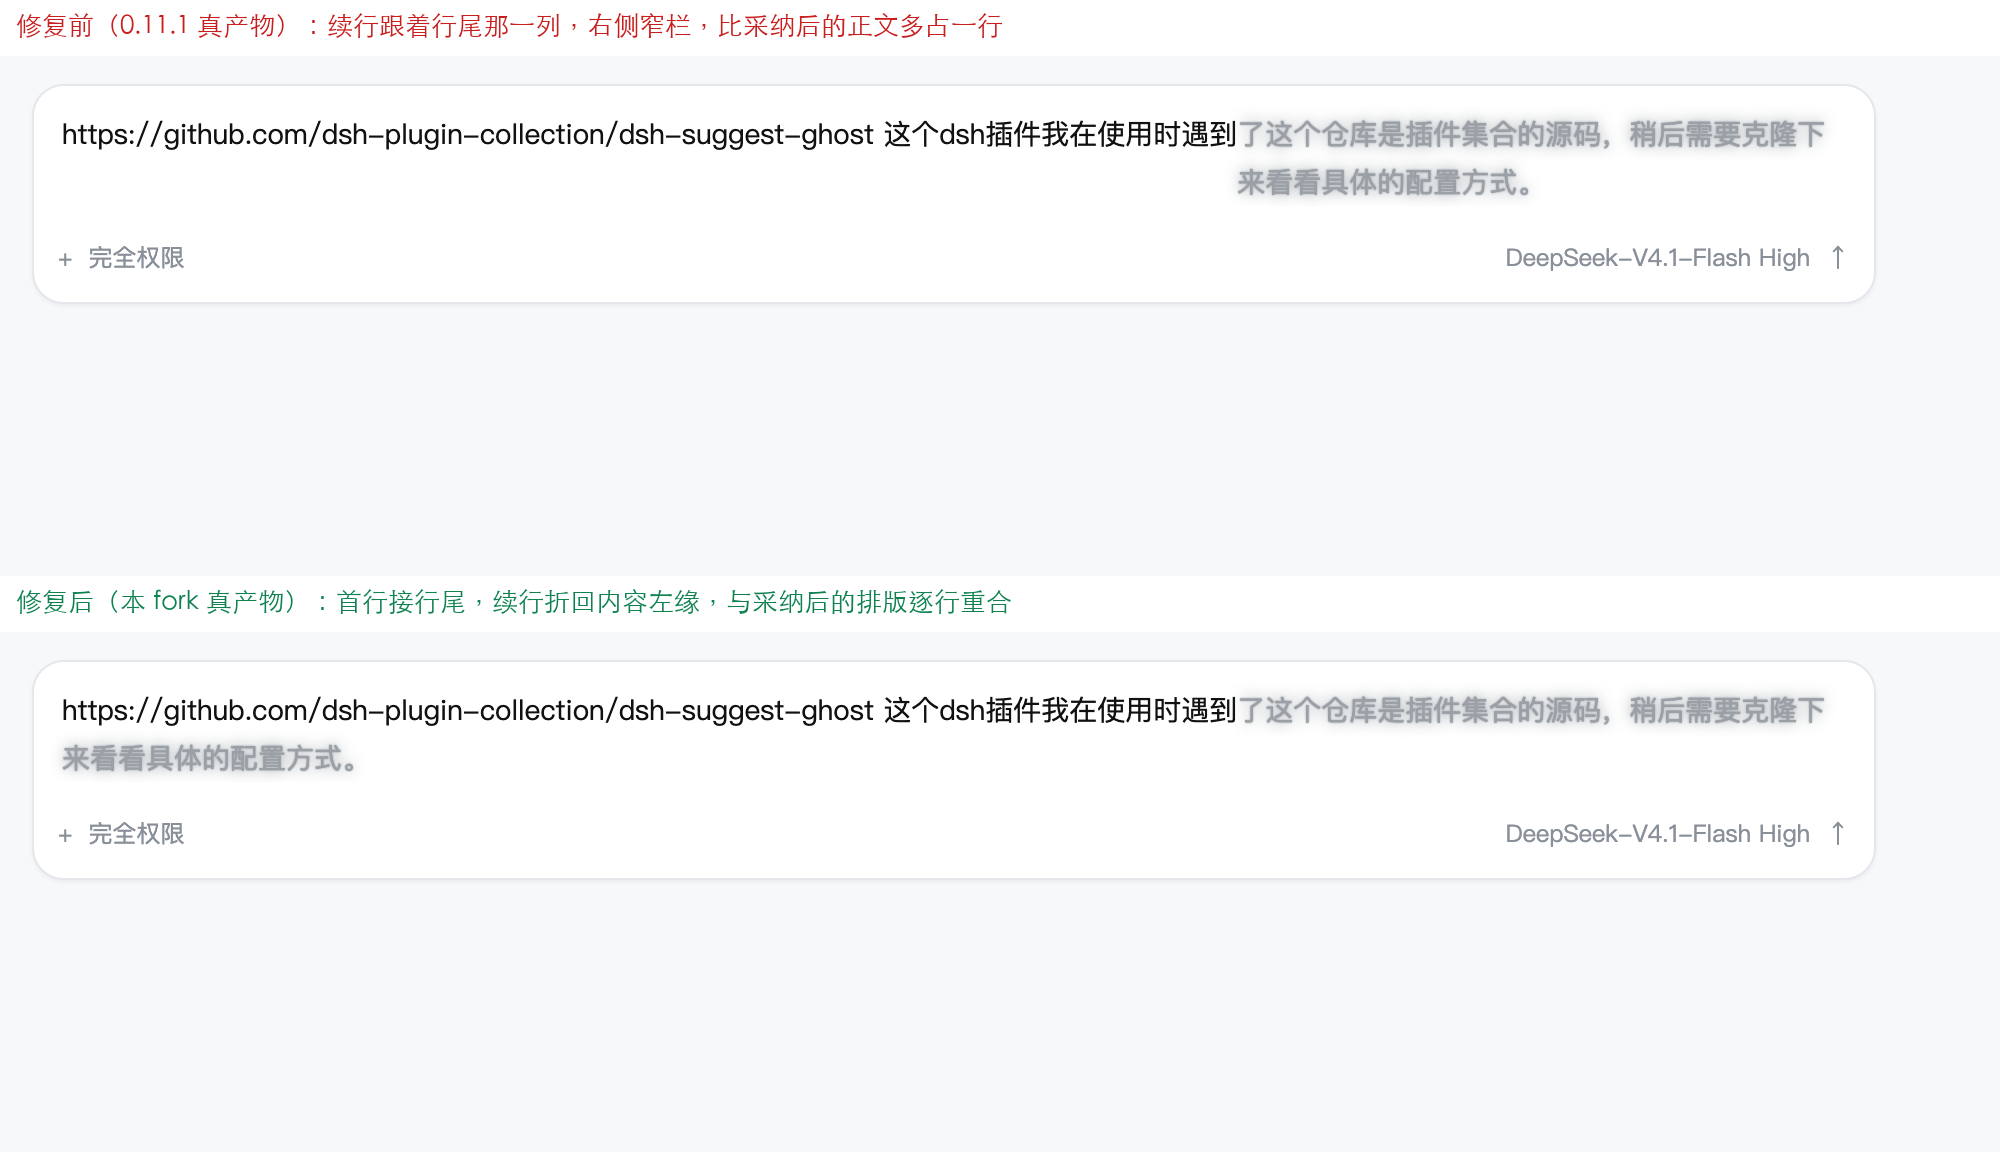 修复前（0.11.1 真产物）：续行跟着行尾那一列，右侧窄栏，比采纳后的正文多占一行
https://github.com/dsh-plugin-collection/dsh-suggest-ghost 这个dsh插件我在使用时遇到了这个仓库是插件集合的源码，稍后需要克隆下
来看看具体的配置方式。
+ 完全权限 DeepSeek-V4.1-Flash High ↑
修复后（本 fork 真产物）：首行接行尾，续行折回内容左缘，与采纳后的排版逐行重合
https://github.com/dsh-plugin-collection/dsh-suggest-ghost 这个dsh插件我在使用时遇到了这个仓库是插件集合的源码，稍后需要克隆下
来看看具体的配置方式。
+ 完全权限 DeepSeek-V4.1-Flash High ↑